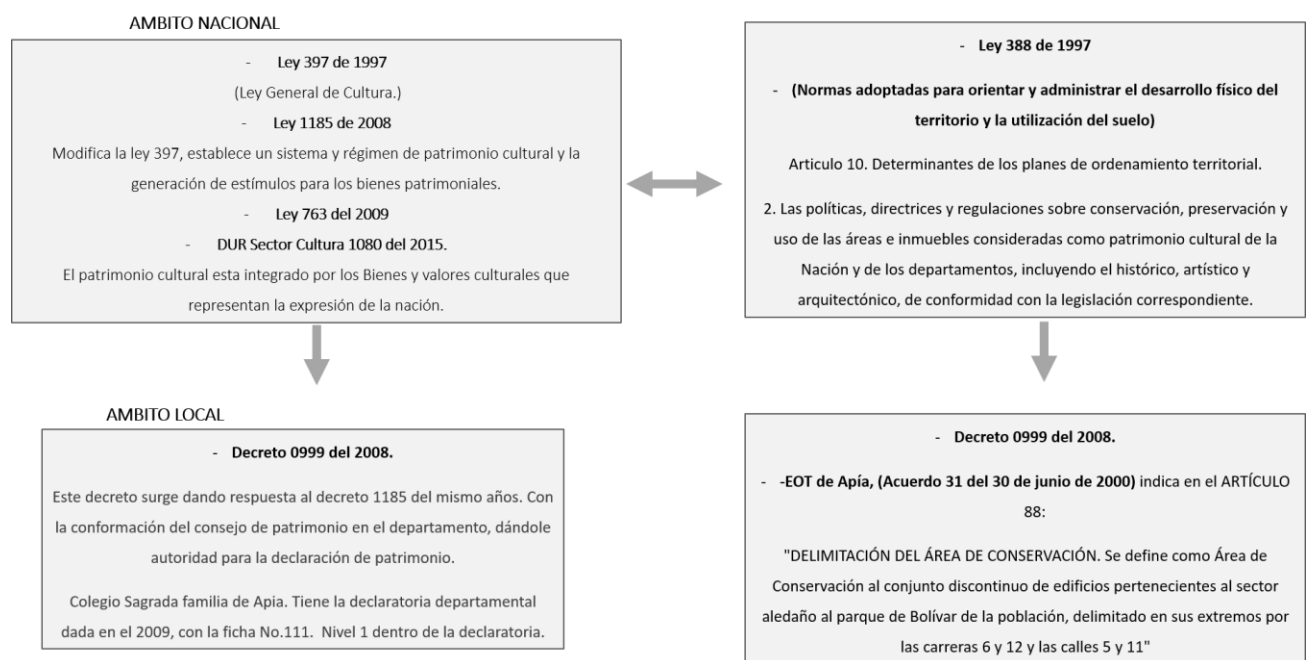 AMBITO NACIONAL
- Ley 397 de 1997
(Ley General de Cultura.)
- Ley 1185 de 2008
Modifica la ley 397, establece un sistema y régimen de patrimonio cultural y la
generación de estímulos para los bienes patrimoniales.
- Ley 763 del 2009
- DUR Sector Cultura 1080 del 2015.
El patrimonio cultural esta integrado por los Bienes y valores culturales que
representan la expresión de la nación.
- Ley 388 de 1997
- (Normas adoptadas para orientar y administrar el desarrollo físico del
territorio y la utilización del suelo)
Articulo 10. Determinantes de los planes de ordenamiento territorial.
2. Las políticas, directrices y regulaciones sobre conservación, preservación y
uso de las áreas e inmuebles consideradas como patrimonio cultural de la
Nación y de los departamentos, incluyendo el histórico, artístico y
arquitectónico, de conformidad con la legislación correspondiente.
AMBITO LOCAL
- Decreto 0999 del 2008.
Este decreto surge dando respuesta al decreto 1185 del mismo años. Con
la conformación del consejo de patrimonio en el departamento, dándole
autoridad para la declaración de patrimonio.
Colegio Sagrada familia de Apia. Tiene la declaratoria departamental
dada en el 2009, con la ficha No.111. Nivel 1 dentro de la declaratoria.
- Decreto 0999 del 2008.
- -EOT de Apía, (Acuerdo 31 del 30 de junio de 2000) indica en el ARTÍCULO
88:
"DELIMITACIÓN DEL ÁREA DE CONSERVACIÓN. Se define como Área de
Conservación al conjunto discontinuo de edificios pertenecientes al sector
aledaño al parque de Bolívar de la población, delimitado en sus extremos por
las carreras 6 y 12 y las calles 5 y 11"